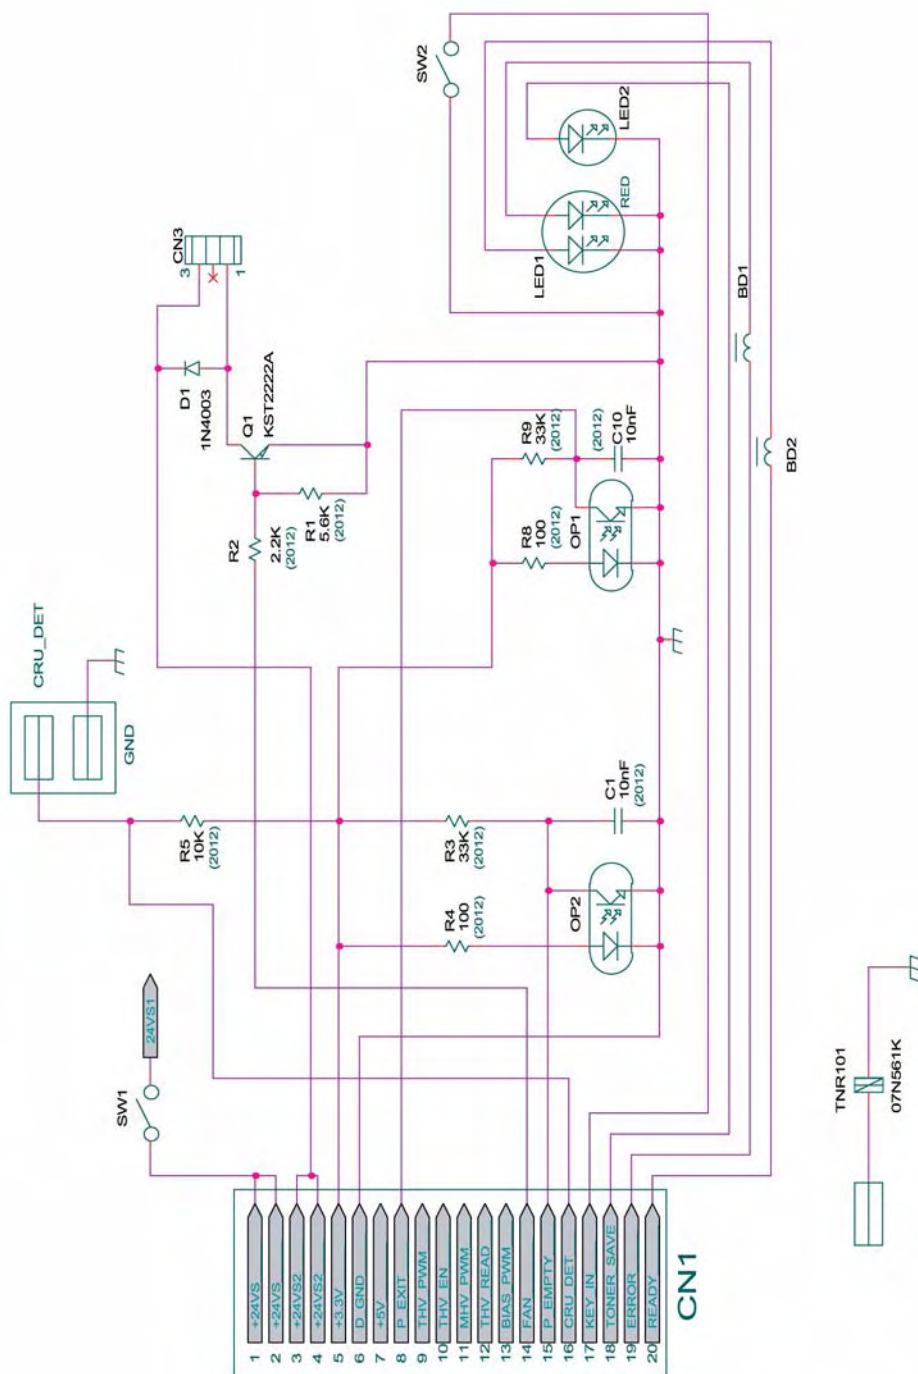 SW2
LED2
RED
LED1
CN3
3
1
D1
1N4003
Q1
KST2222A
R2
2.2K
(2012)
R1
5.6K
(2012)
R9
33K
(2012)
(2012)
C10
10nF
R8
100
(2012)
OP1
BD1
BD2
CRU_DET
GND
R5
10K
(2012)
R3
33K
(2012)
C1
10nF
(2012)
R4
100
(2012)
OP2
24VS1
SW1
TNR101
07N561K
1 +24VS
2 +24VS
3 +24VS2
4 +24VS2
5 +3.3V
6 D_GND
7 +5V
8 P_EXIT
9 THV_PWM
10 THV_EN
11 MHV_PWM
12 THV_READ
13 BIAS_PWM
14 FAN
15 P_EMPTY
16 CRU_DET
17 KEY_IN
18 TONER_SAVE
19 ERROR
20 READY
CN1